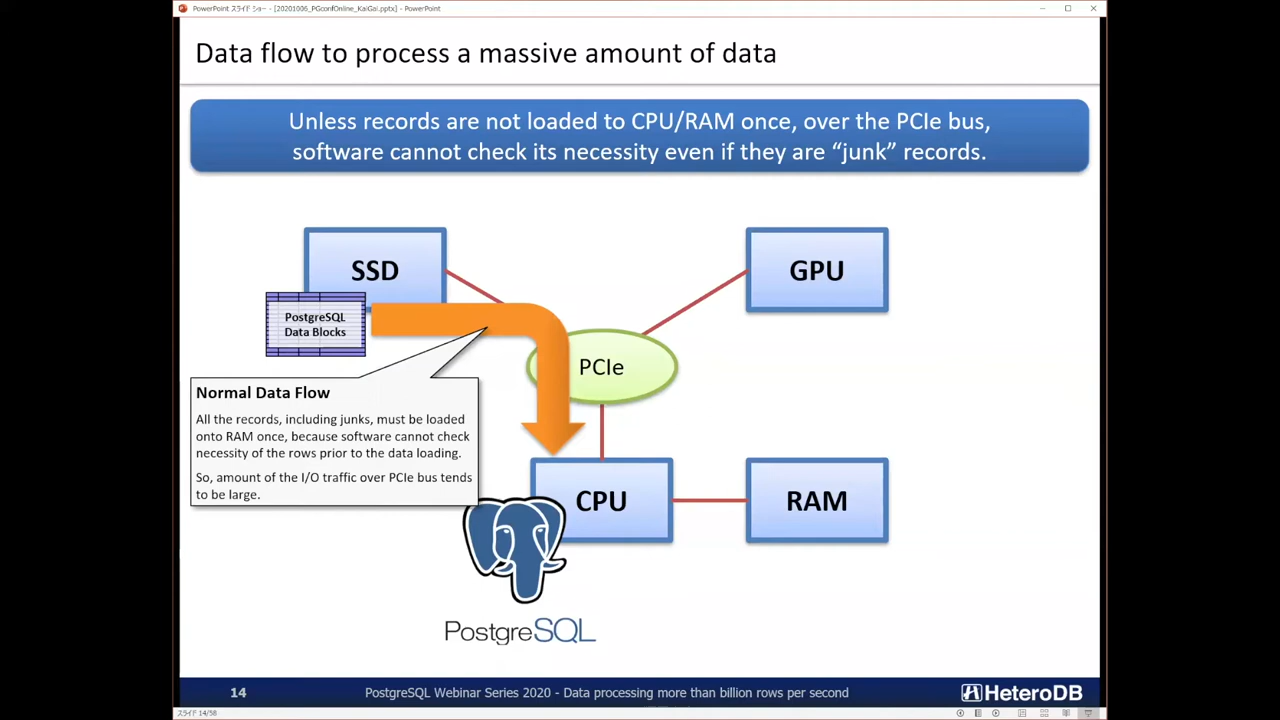 PowerPoint スライド ショー - [20201006_PGconfOnline_KaiGai.pptx] - PowerPoint
Data flow to process a massive amount of data
Unless records are not loaded to CPU/RAM once, over the PCIe bus,
software cannot check its necessity even if they are “junk” records.
SSD
GPU
PostgreSQL
Data Blocks
PCIe
Normal Data Flow
All the records, including junks, must be loaded
onto RAM once, because software cannot check
necessity of the rows prior to the data loading.
So, amount of the I/O traffic over PCIe bus tends
to be large.
CPU
RAM
PostgreSQL
14
PostgreSQL Webinar Series 2020 - Data processing more than billion rows per second
HeteroDB
スライド 14/58